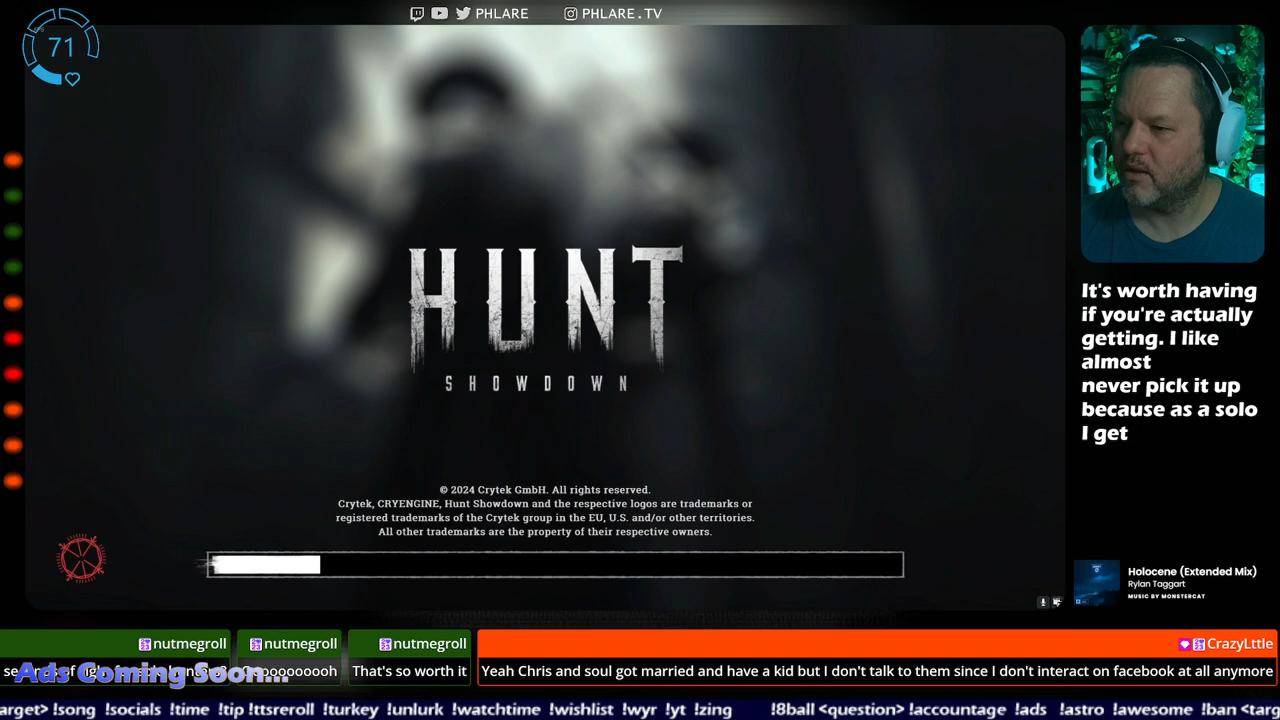 PHLARE
PHLARE.TV
71
HUNT
SHOWDOWN
© 2024 Crytek GmbH. All rights reserved.
Crytek, CRYENGINE, Hunt Showdown and the respective logos are trademarks or
registered trademarks of the Crytek group in the EU, U.S. and/or other territories.
All other trademarks are the property of their respective owners.
It's worth having
if you're actually
getting. I like
almost
never pick it up
because as a solo
I get
Holocene (Extended Mix)
Rylan Taggart
MUSIC BY MONSTERCAT
nutmegroll
nutmegroll
nutmegroll
CrazyLttle
Ads Coming Soon...
That's so worth it
Yeah Chris and soul got married and have a kid but I don't talk to them since I don't interact on facebook at all anymore
!song !socials !time !tip !ttsreroll !turkey !unlurk !watchtime !wishlist !wyr !yt !zing !8ball <question> !accountage !ads !astro !awesome !ban